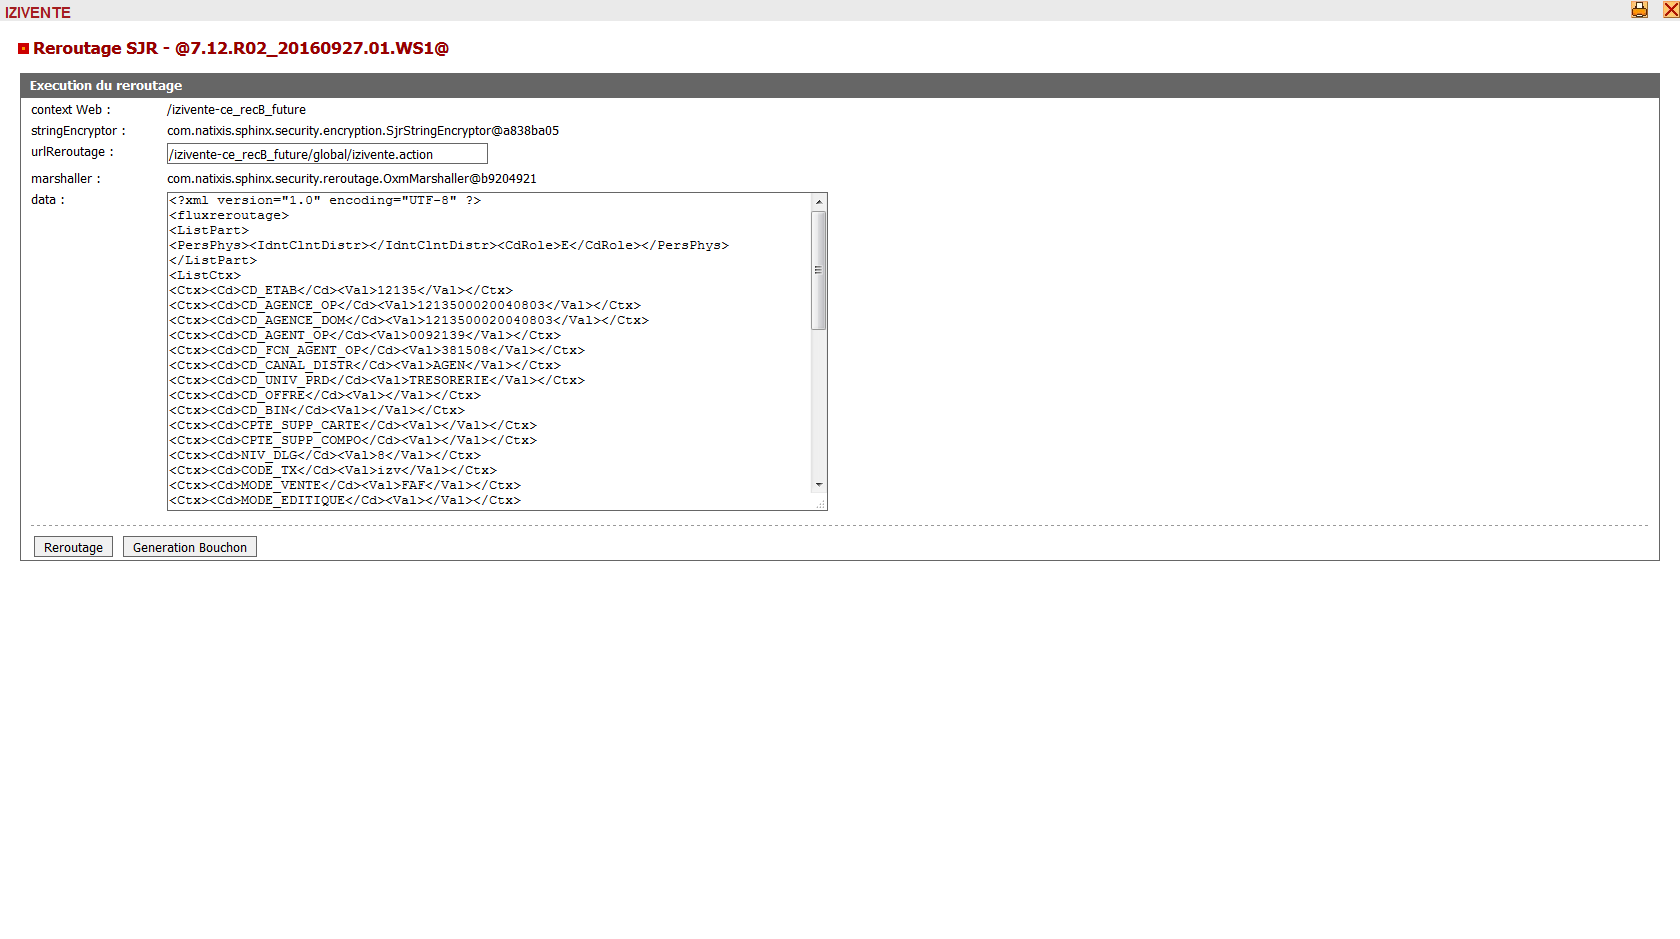 IZIVENTE
Reroutage SJR - @7.12.R02_20160927.01.WS1@
Execution du reroutage
context Web : /izivente-ce_recB_future
stringEncryptor : com.natixis.sphinx.security.encryption.SjrStringEncryptor@a838ba05
urlReroutage : /izivente-ce_recB_future/global/izivente.action
marshaller : com.natixis.sphinx.security.reroutage.OxmMarshaller@b9204921
data : <?xml version="1.0" encoding="UTF-8" ?>
<fluxreroutage>
<ListPart>
<PersPhys><IdntClntDistr></IdntClntDistr><CdRole>E</CdRole></PersPhys>
</ListPart>
<ListCtx>
<Ctx><Cd>CD_ETAB</Cd><Val>12135</Val></Ctx>
<Ctx><Cd>CD_AGENCE_OP</Cd><Val>1213500020040803</Val></Ctx>
<Ctx><Cd>CD_AGENCE_DOM</Cd><Val>1213500020040803</Val></Ctx>
<Ctx><Cd>CD_AGENT_OP</Cd><Val>0092139</Val></Ctx>
<Ctx><Cd>CD_FCN_AGENT_OP</Cd><Val>381508</Val></Ctx>
<Ctx><Cd>CD_CANAL_DISTR</Cd><Val>AGEN</Val></Ctx>
<Ctx><Cd>CD_UNIV_PRD</Cd><Val>TRESORERIE</Val></Ctx>
<Ctx><Cd>CD_OFFRE</Cd><Val></Val></Ctx>
<Ctx><Cd>CD_BIN</Cd><Val></Val></Ctx>
<Ctx><Cd>CPTE_SUPP_CARTE</Cd><Val></Val></Ctx>
<Ctx><Cd>CPTE_SUPP_COMPO</Cd><Val></Val></Ctx>
<Ctx><Cd>NIV_DLG</Cd><Val>8</Val></Ctx>
<Ctx><Cd>CODE_TX</Cd><Val>izv</Val></Ctx>
<Ctx><Cd>MODE_VENTE</Cd><Val>FAF</Val></Ctx>
<Ctx><Cd>MODE_EDITIQUE</Cd><Val></Val></Ctx>
Reroutage Generation Bouchon